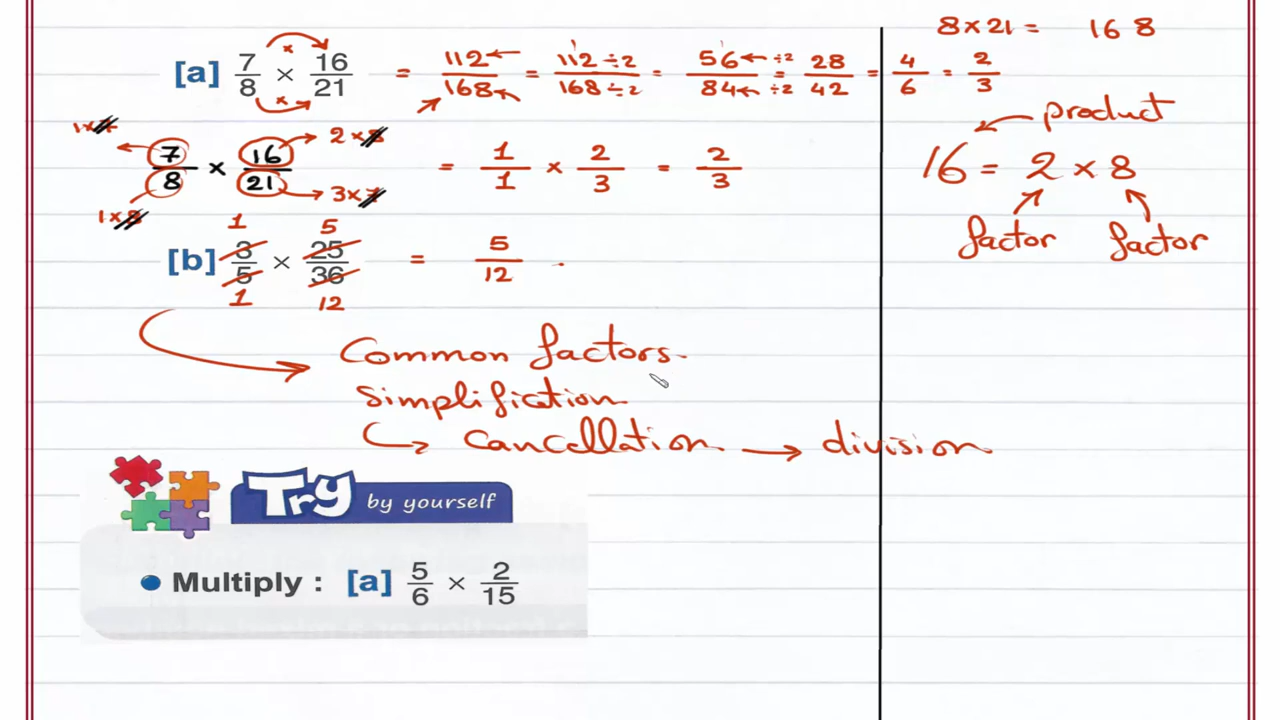 8 × 21 = 168
[a] 7/8 × 16/21 = 112/168 = 112 ÷2/168 ÷2 = 56 ÷2/84 ÷2 = 28/42 = 4/6 = 2/3
product
1×7 7/8 × 16/21 2×8 = 1/1 × 2/3 = 2/3
16 = 2 × 8
1×8 3×7
factor factor
1 5
[b] 3/5 × 25/36 = 5/12 .
1 12
Common factors.
Simplifiction
cancellation → division
Try by yourself
• Multiply : [a] 5/6 × 2/15